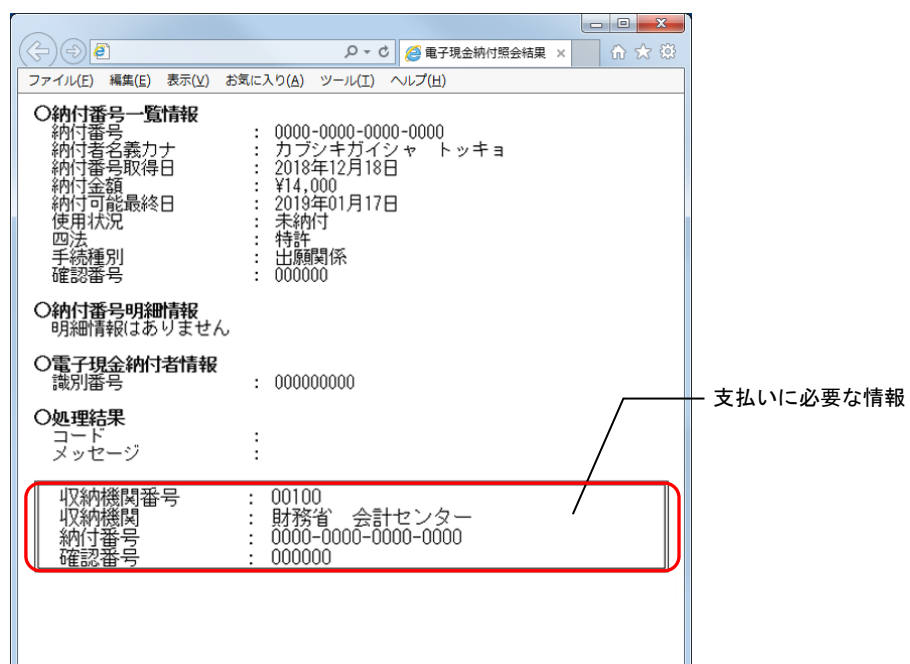 電子現金納付照会結果
ファイル(F) 編集(E) 表示(V) お気に入り(A) ツール(T) ヘルプ(H)
○納付番号一覧情報
納付番号 : 0000-0000-0000-0000
納付者名義カナ : カブシキガイシャ トッキョ
納付番号取得日 : 2018年12月18日
納付金額 : ¥14,000
納付可能最終日 : 2019年01月17日
使用状況 : 未納付
四法 : 特許
手続種別 : 出願関係
確認番号 : 000000
○納付番号明細情報
明細情報はありません
○電子現金納付者情報
識別番号 : 000000000
○処理結果
コード :
メッセージ :
収納機関番号 : 00100
収納機関 : 財務省 会計センター
納付番号 : 0000-0000-0000-0000
確認番号 : 000000
支払いに必要な情報